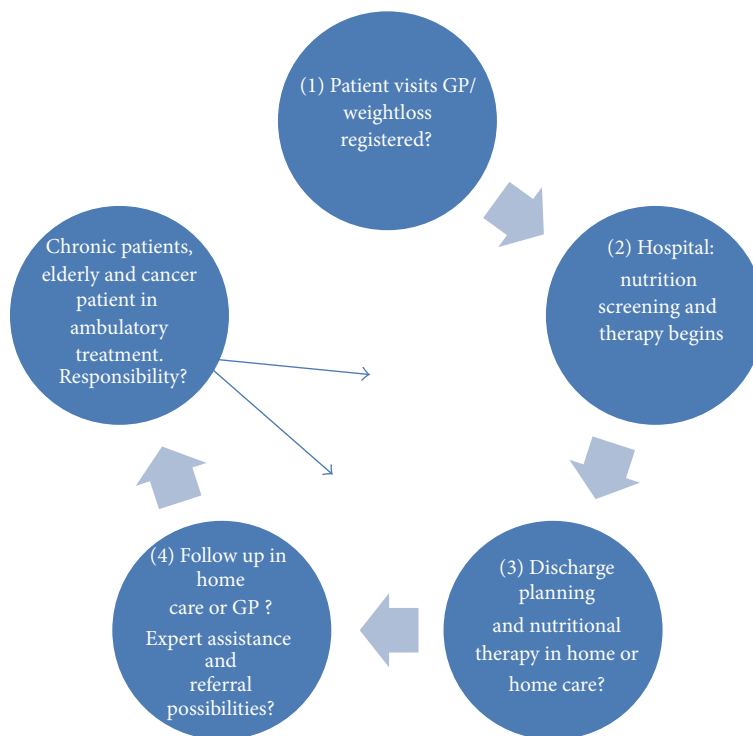 (1) Patient visits GP/
weightloss
registered?
(2) Hospital:
nutrition
screening and
therapy begins
(3) Discharge
planning
and nutritional
therapy in home or
home care?
(4) Follow up in
home
care or GP ?
Expert assistance
and
referral
possibilities?
Chronic patients,
elderly and cancer
patient in
ambulatory
treatment.
Responsibility?